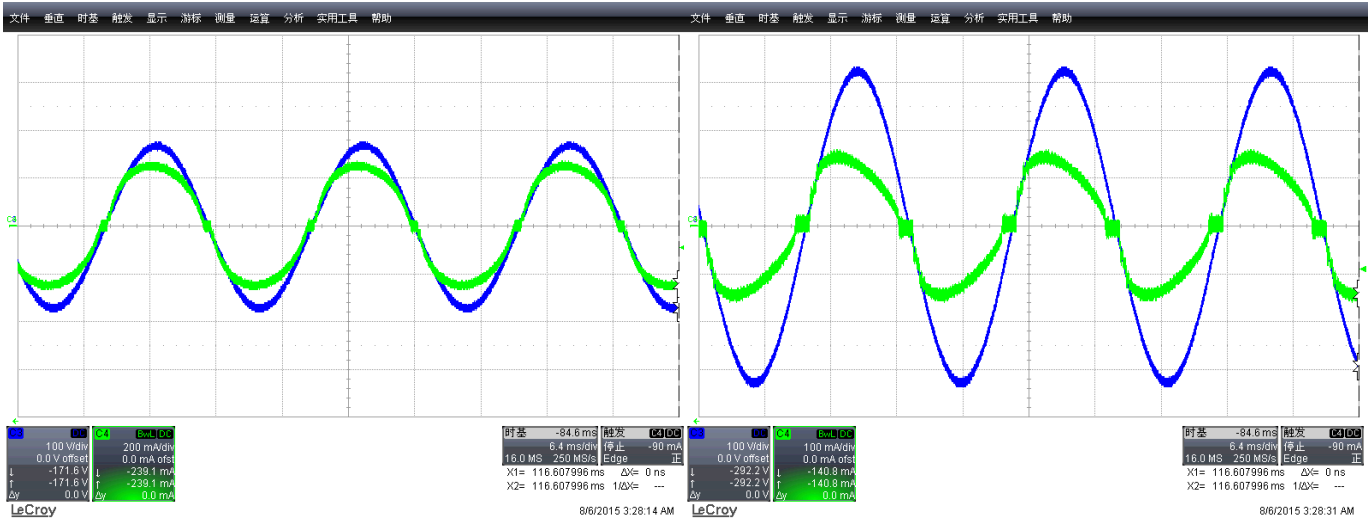 文件 垂直 时基 触发 显示 游标 测量 运算 分析 实用工具 帮助
C3
C4 BwL DC
100 V/div
0.0 V offset
-171.6 V
-171.6 V
Δy 0.0 V
200 mA/div
0.0 mA ofst
↓ -239.1 mA
↑ -239.1 mA
Δy 0.0 mA
时基 -84.6 ms
6.4 ms/div
16.0 MS 250 MS/s
触发 C4 DC
停止 -90 mA
Edge 正
X1= 116.607996 ms ΔX= 0 ns
X2= 116.607996 ms 1/ΔX= ---
LeCroy
8/6/2015 3:28:14 AM
文件 垂直 时基 触发 显示 游标 测量 运算 分析 实用工具 帮助
C3
C4 BwL DC
100 V/div
0.0 V offset
↓ -292.2 V
↑ -292.2 V
Δy 0.0 V
100 mA/div
0.0 mA ofst
↓ -140.8 mA
↑ -140.8 mA
Δy 0.0 mA
时基 -84.6 ms
6.4 ms/div
16.0 MS 250 MS/s
触发 C4 DC
停止 -90 mA
Edge 正
X1= 116.607996 ms ΔX= 0 ns
X2= 116.607996 ms 1/ΔX= ---
LeCroy
8/6/2015 3:28:31 AM